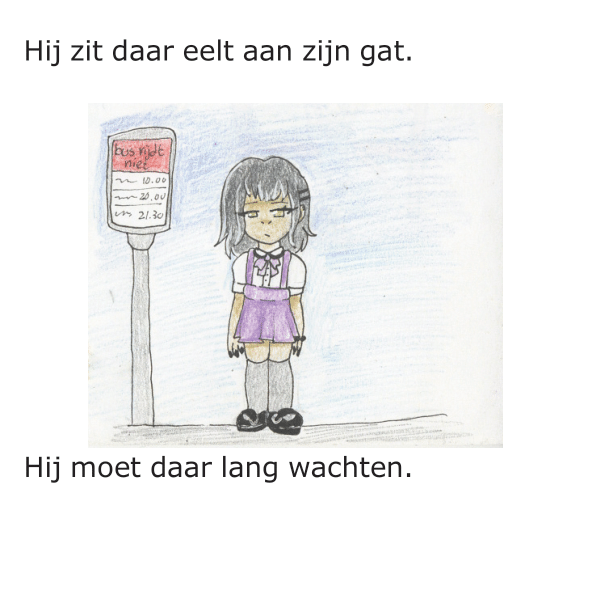 Hij zit daar eelt aan zijn gat.
bus rijdt
niet
10.00
20.00
21.30
Hij moet daar lang wachten.